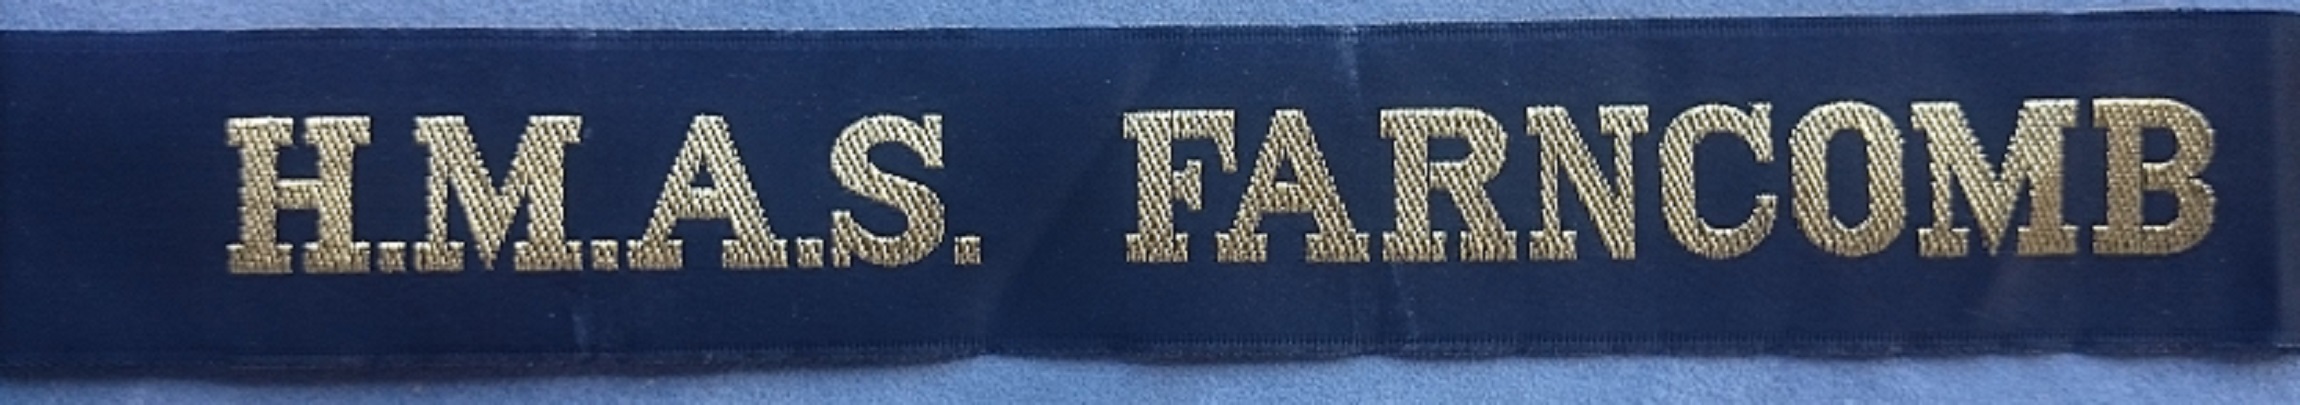 H.M.A.S. FARNCOMB